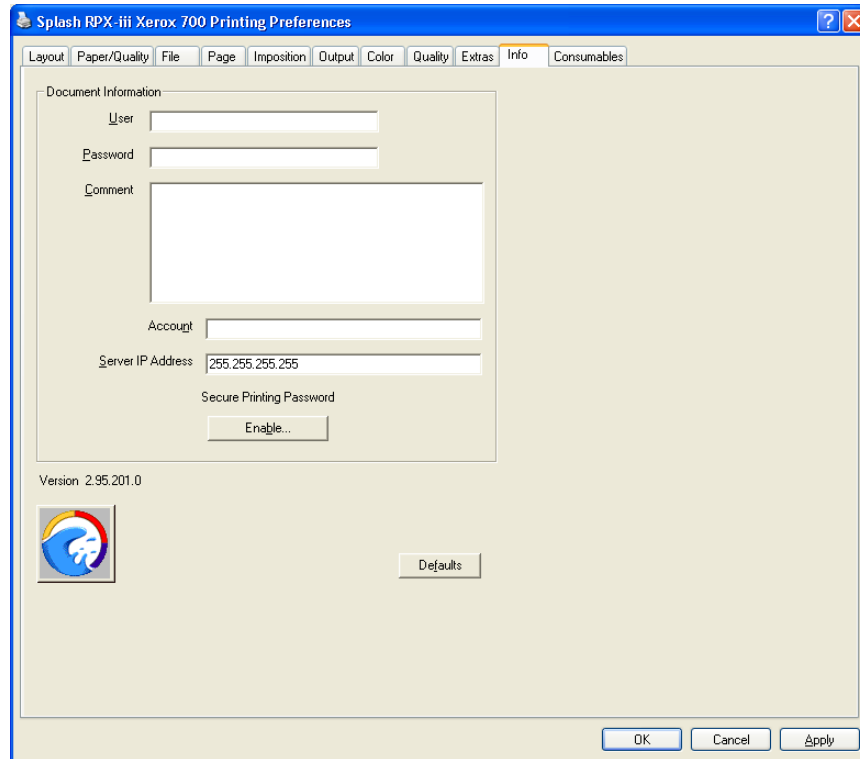 Splash RPX-iii Xerox 700 Printing Preferences
Layout Paper/Quality File Page Imposition Output Color Quality Extras Info Consumables
Document Information
User
Password
Comment
Account
Server IP Address 255.255.255.255
Secure Printing Password
Enable...
Version 2.95.201.0
Defaults
OK Cancel Apply